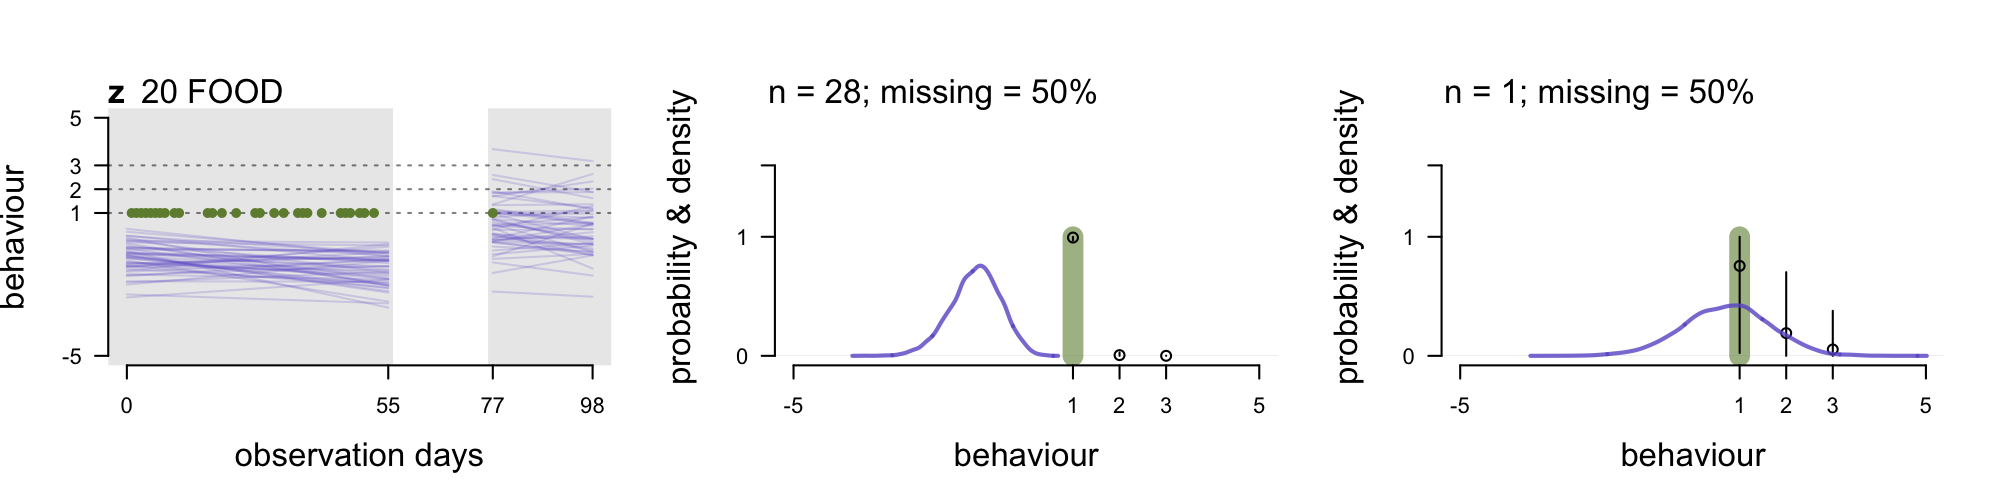 z 20 FOOD
behaviour
5
3
2
1
-5
0 55 77 98
observation days
n = 28; missing = 50%
probability & density
1
0
-5 1 2 3 5
behaviour
n = 1; missing = 50%
probability & density
1
0
-5 1 2 3 5
behaviour